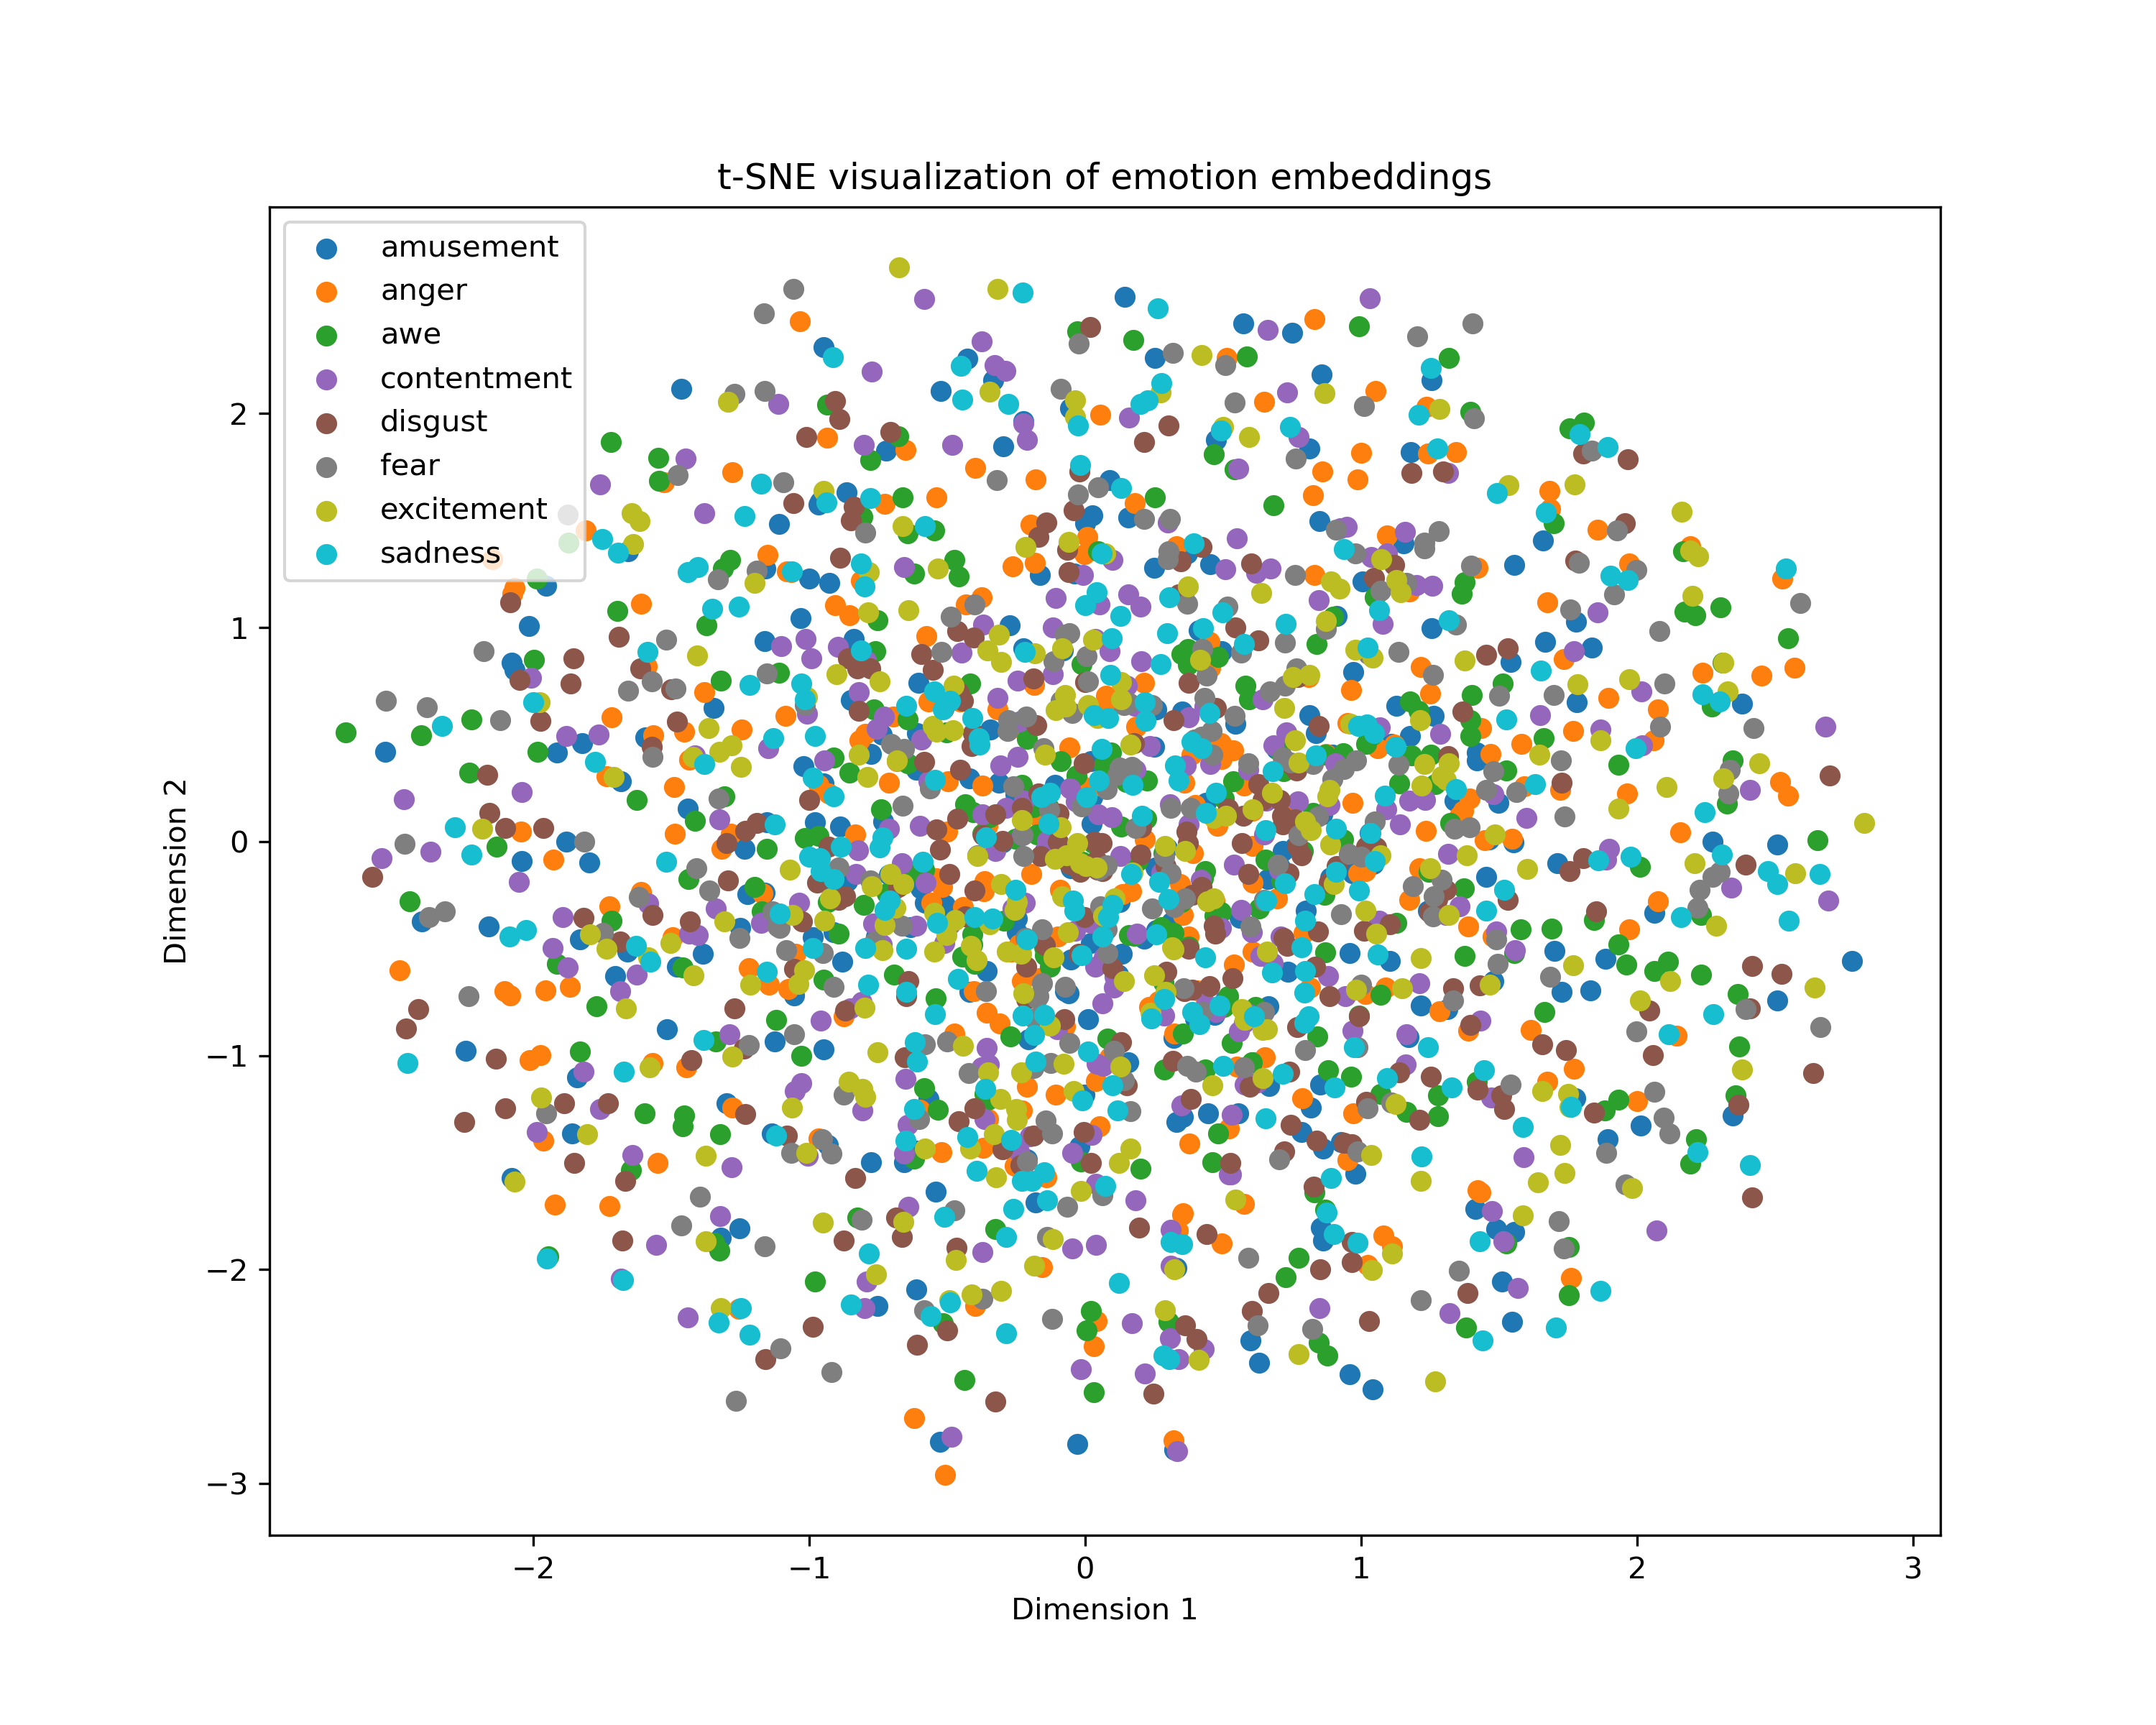 t-SNE visualization of emotion embeddings
amusement
anger
awe
contentment
disgust
fear
excitement
sadness
2
1
0
−1
−2
−3
Dimension 2
−2 −1 0 1 2 3
Dimension 1